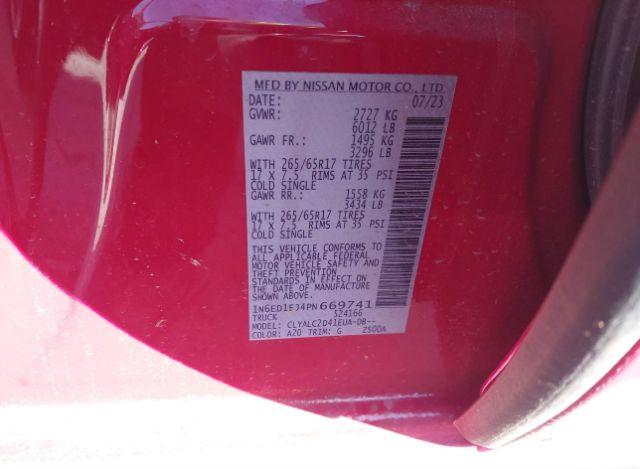 MFD BY NISSAN MOTOR CO., LTD
DATE: 07/23
GVWR: 2727 KG
6012 LB
GAWR FR.: 1495 KG
3296 LB
WITH 265/65R17 TIRES
17 X 7.5 RIMS AT 35 PSI
COLD SINGLE
GAWR RR.: 1558 KG
3434 LB
WITH 265/65R17 TIRES
17 X 7.5 RIMS AT 35 PSI
COLD SINGLE
THIS VEHICLE CONFORMS TO
ALL APPLICABLE FEDERAL
MOTOR VEHICLE SAFETY AND
THEFT PREVENTION
STANDARDS IN EFFECT ON
THE DATE OF MANUFACTURE
SHOWN ABOVE.
669741
TRUCK S24166
MODEL: CLYALC2D41EUA-DB--
COLOR: A20 TRIM: G 2S00A